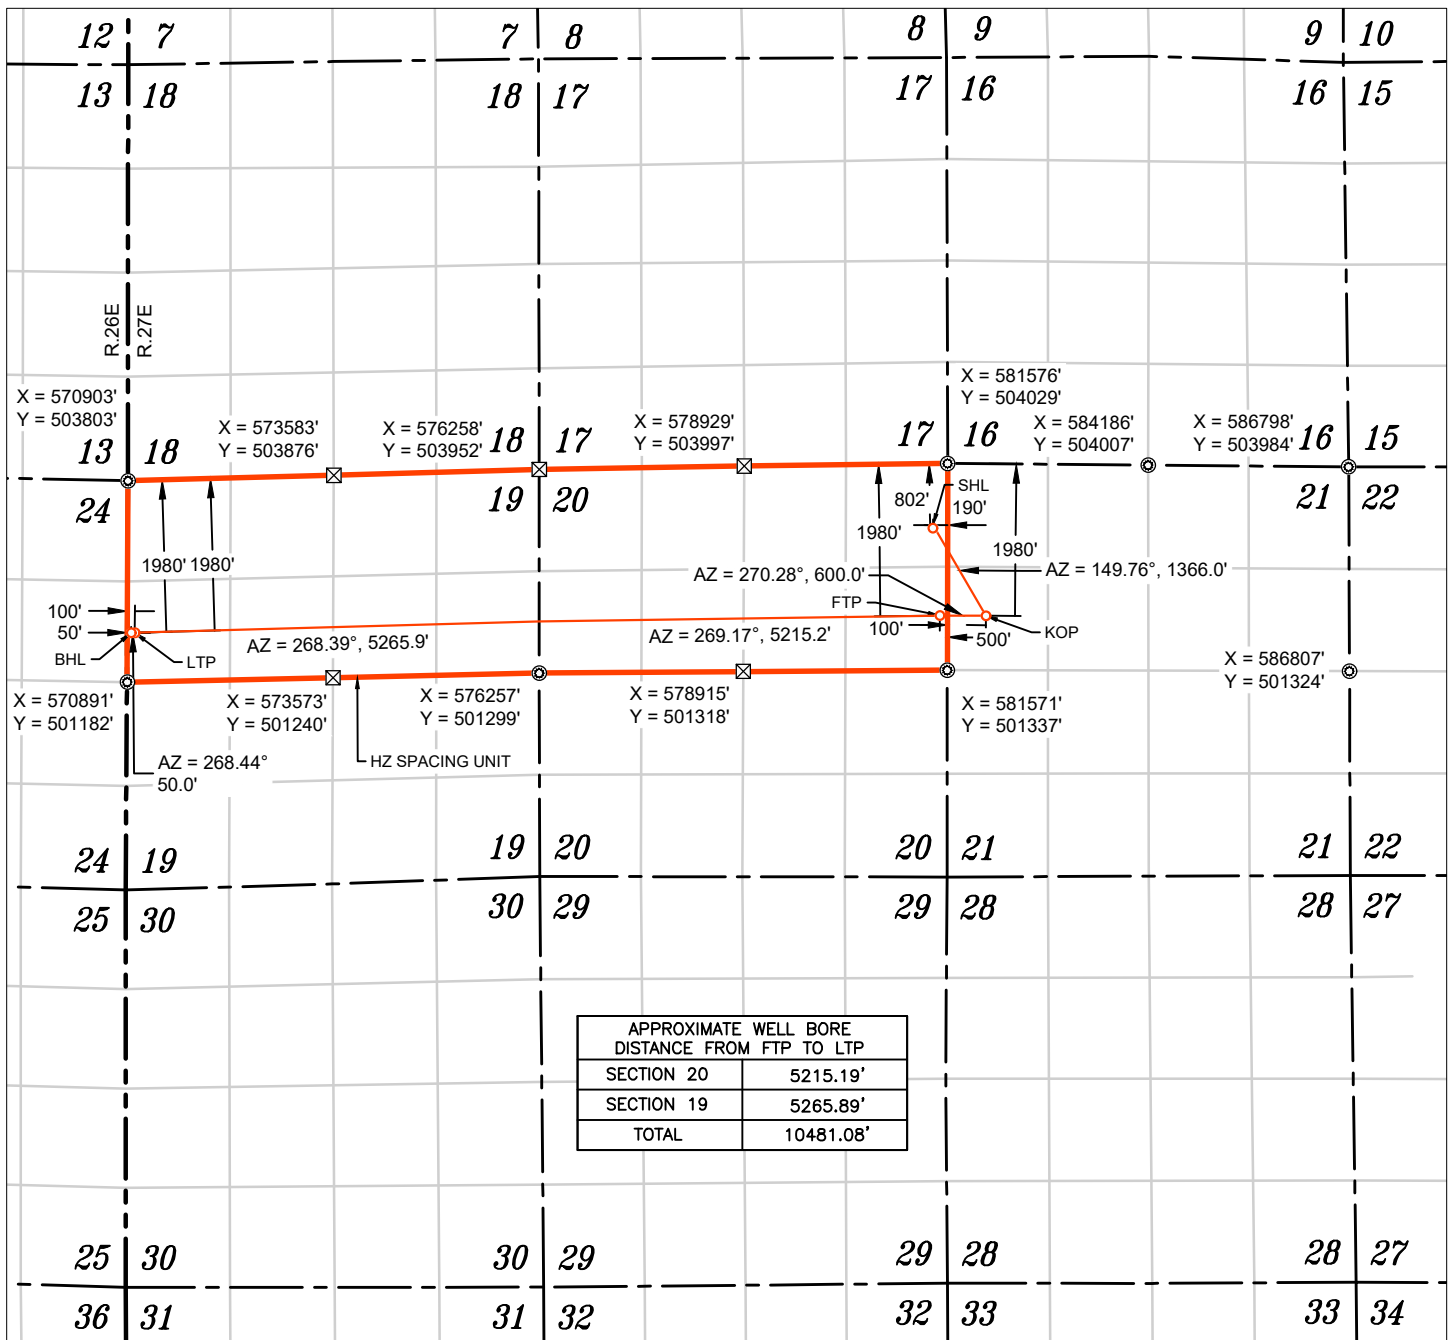 12 7
7 8
8 9
9 10
13 18
18 17
17 16
16 15
R.26E
R.27E
X = 570903'
Y = 503803'
X = 573583'
Y = 503876'
X = 576258'
Y = 503952'
X = 578929'
Y = 503997'
X = 581576'
Y = 504029'
X = 584186'
Y = 504007'
X = 586798'
Y = 503984'
13 18
18 17
17 16
16 15
24
19 20
21 22
SHL
802'
190'
1980'
1980'
1980' 1980'
AZ = 149.76°, 1366.0'
AZ = 270.28°, 600.0'
FTP
100'
500'
KOP
100'
50'
BHL
LTP
AZ = 268.39°, 5265.9'
AZ = 269.17°, 5215.2'
X = 586807'
Y = 501324'
X = 570891'
Y = 501182'
X = 573573'
Y = 501240'
X = 576257'
Y = 501299'
X = 578915'
Y = 501318'
X = 581571'
Y = 501337'
AZ = 268.44°
50.0'
HZ SPACING UNIT
24 19
19 20
20 21
21 22
25 30
30 29
29 28
28 27
APPROXIMATE WELL BORE
DISTANCE FROM FTP TO LTP
SECTION 20 5215.19'
SECTION 19 5265.89'
TOTAL 10481.08'
25 30
30 29
29 28
28 27
36 31
31 32
32 33
33 34